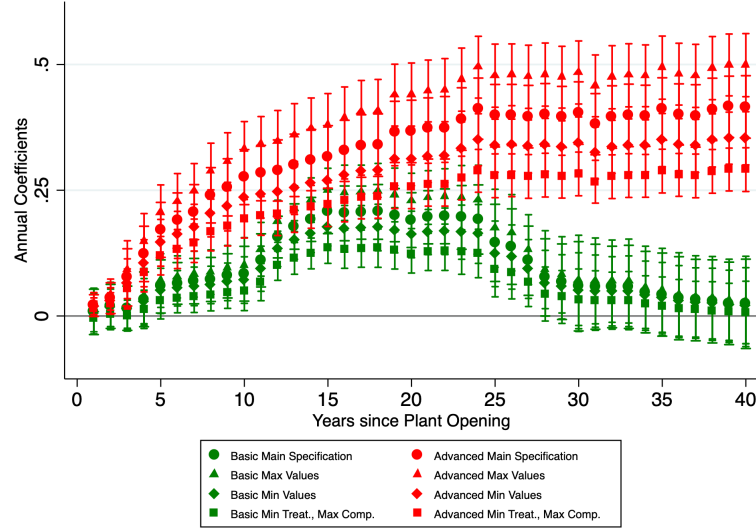 Annual Coefficients
.5
.25
0
0 5 10 15 20 25 30 35 40
Years since Plant Opening
Basic Main Specification Advanced Main Specification
Basic Max Values Advanced Max Values
Basic Min Values Advanced Min Values
Basic Min Treat., Max Comp. Advanced Min Treat., Max Comp.